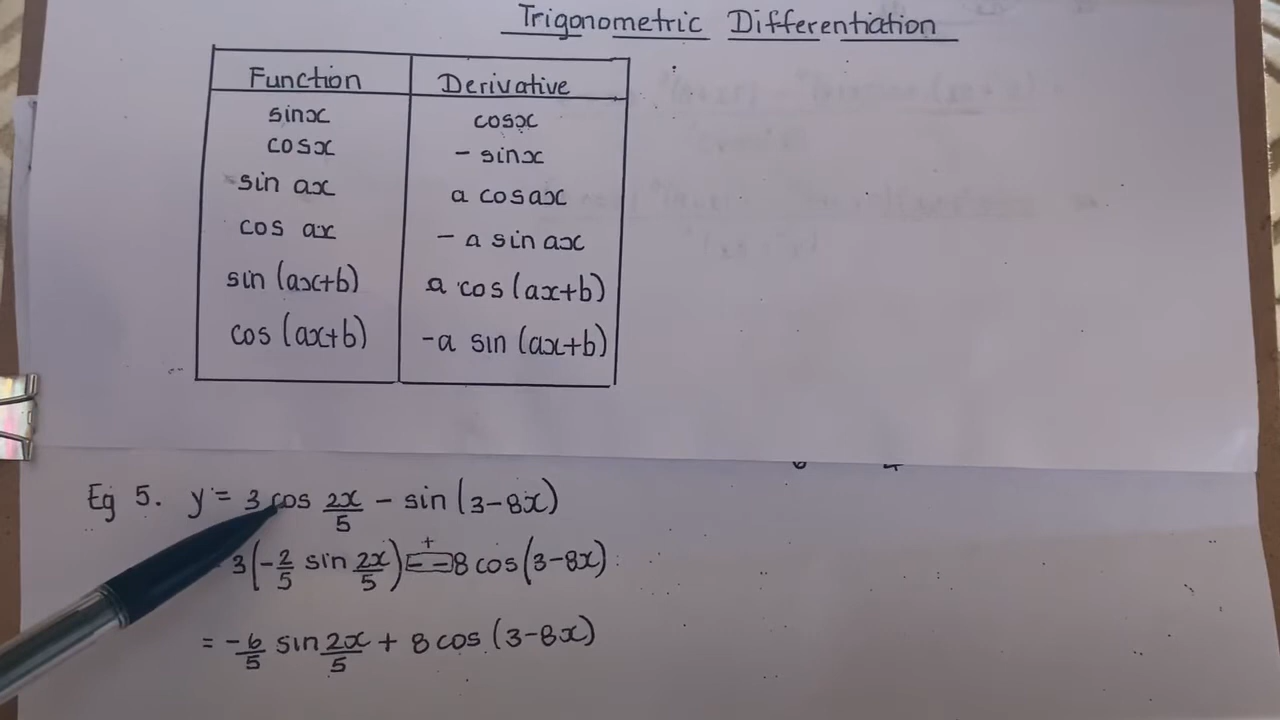 Trigonometric Differentiation
Function Derivative
sinx cosx
cosx - sinx
sin ax a cosax
cos ax - a sin ax
sin (ax+b) a cos (ax+b)
cos (ax+b) -a sin (ax+b)
Eg 5. y = 3 cos 2x/5 - sin (3-8x)
3(-2/5 sin 2x/5) - -8 cos (3-8x)
+
= -6/5 sin 2x/5 + 8 cos (3-8x)